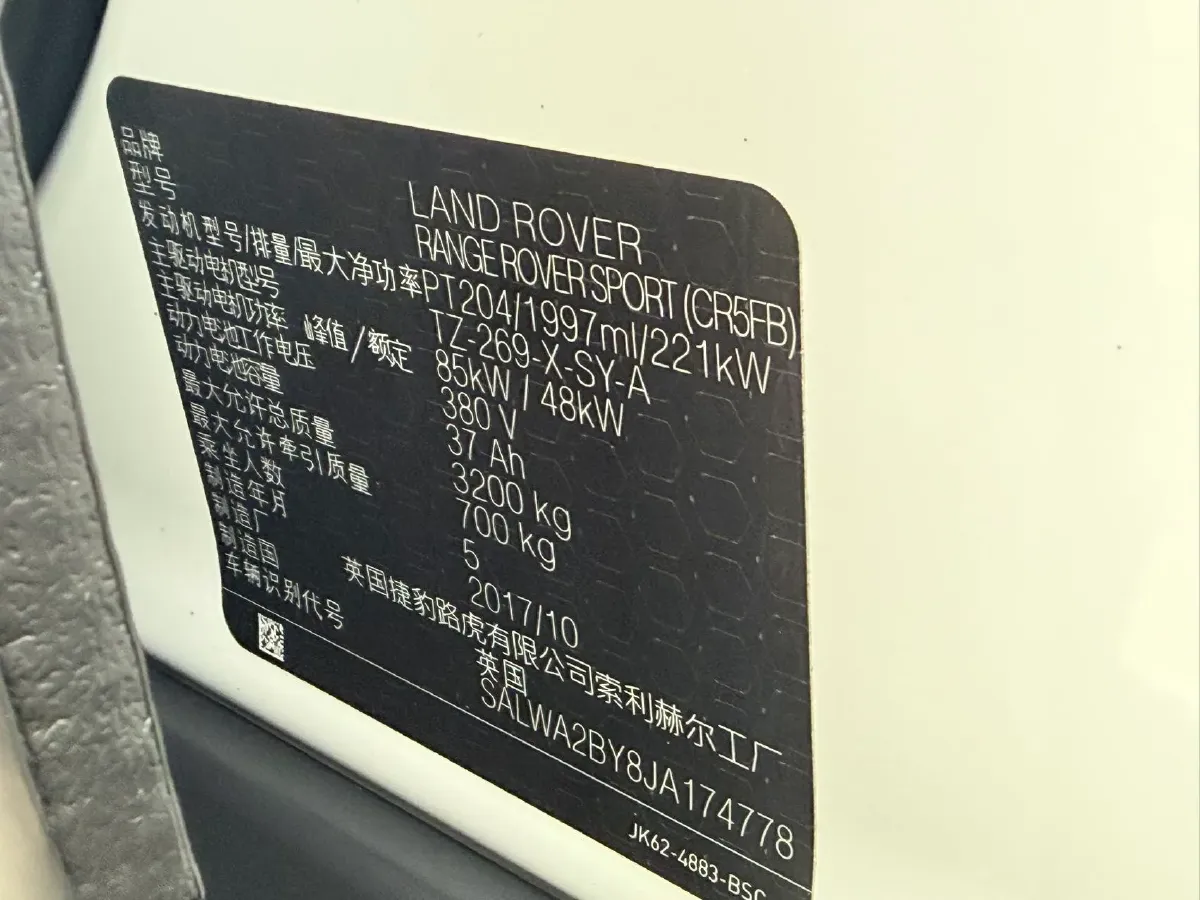 品牌 LAND ROVER
型号 RANGE ROVER SPORT (CR5FB)
发动机型号/排量/最大净功率 PT204/1997ml/221kW
主驱动电机型号 TZ-269-X-SY-A
主驱动电机功率 峰值/额定 85kW / 48kW
动力电池工作电压 380 V
动力电池容量 37 Ah
最大允许总质量 3200 kg
最大允许牵引质量 700 kg
乘坐人数 5
制造年月 2017/10
制造厂 英国捷豹路虎有限公司索利赫尔工厂
制造国 英国
车辆识别代号 SALWA2BY8JA174778
JK62-4883-BSC